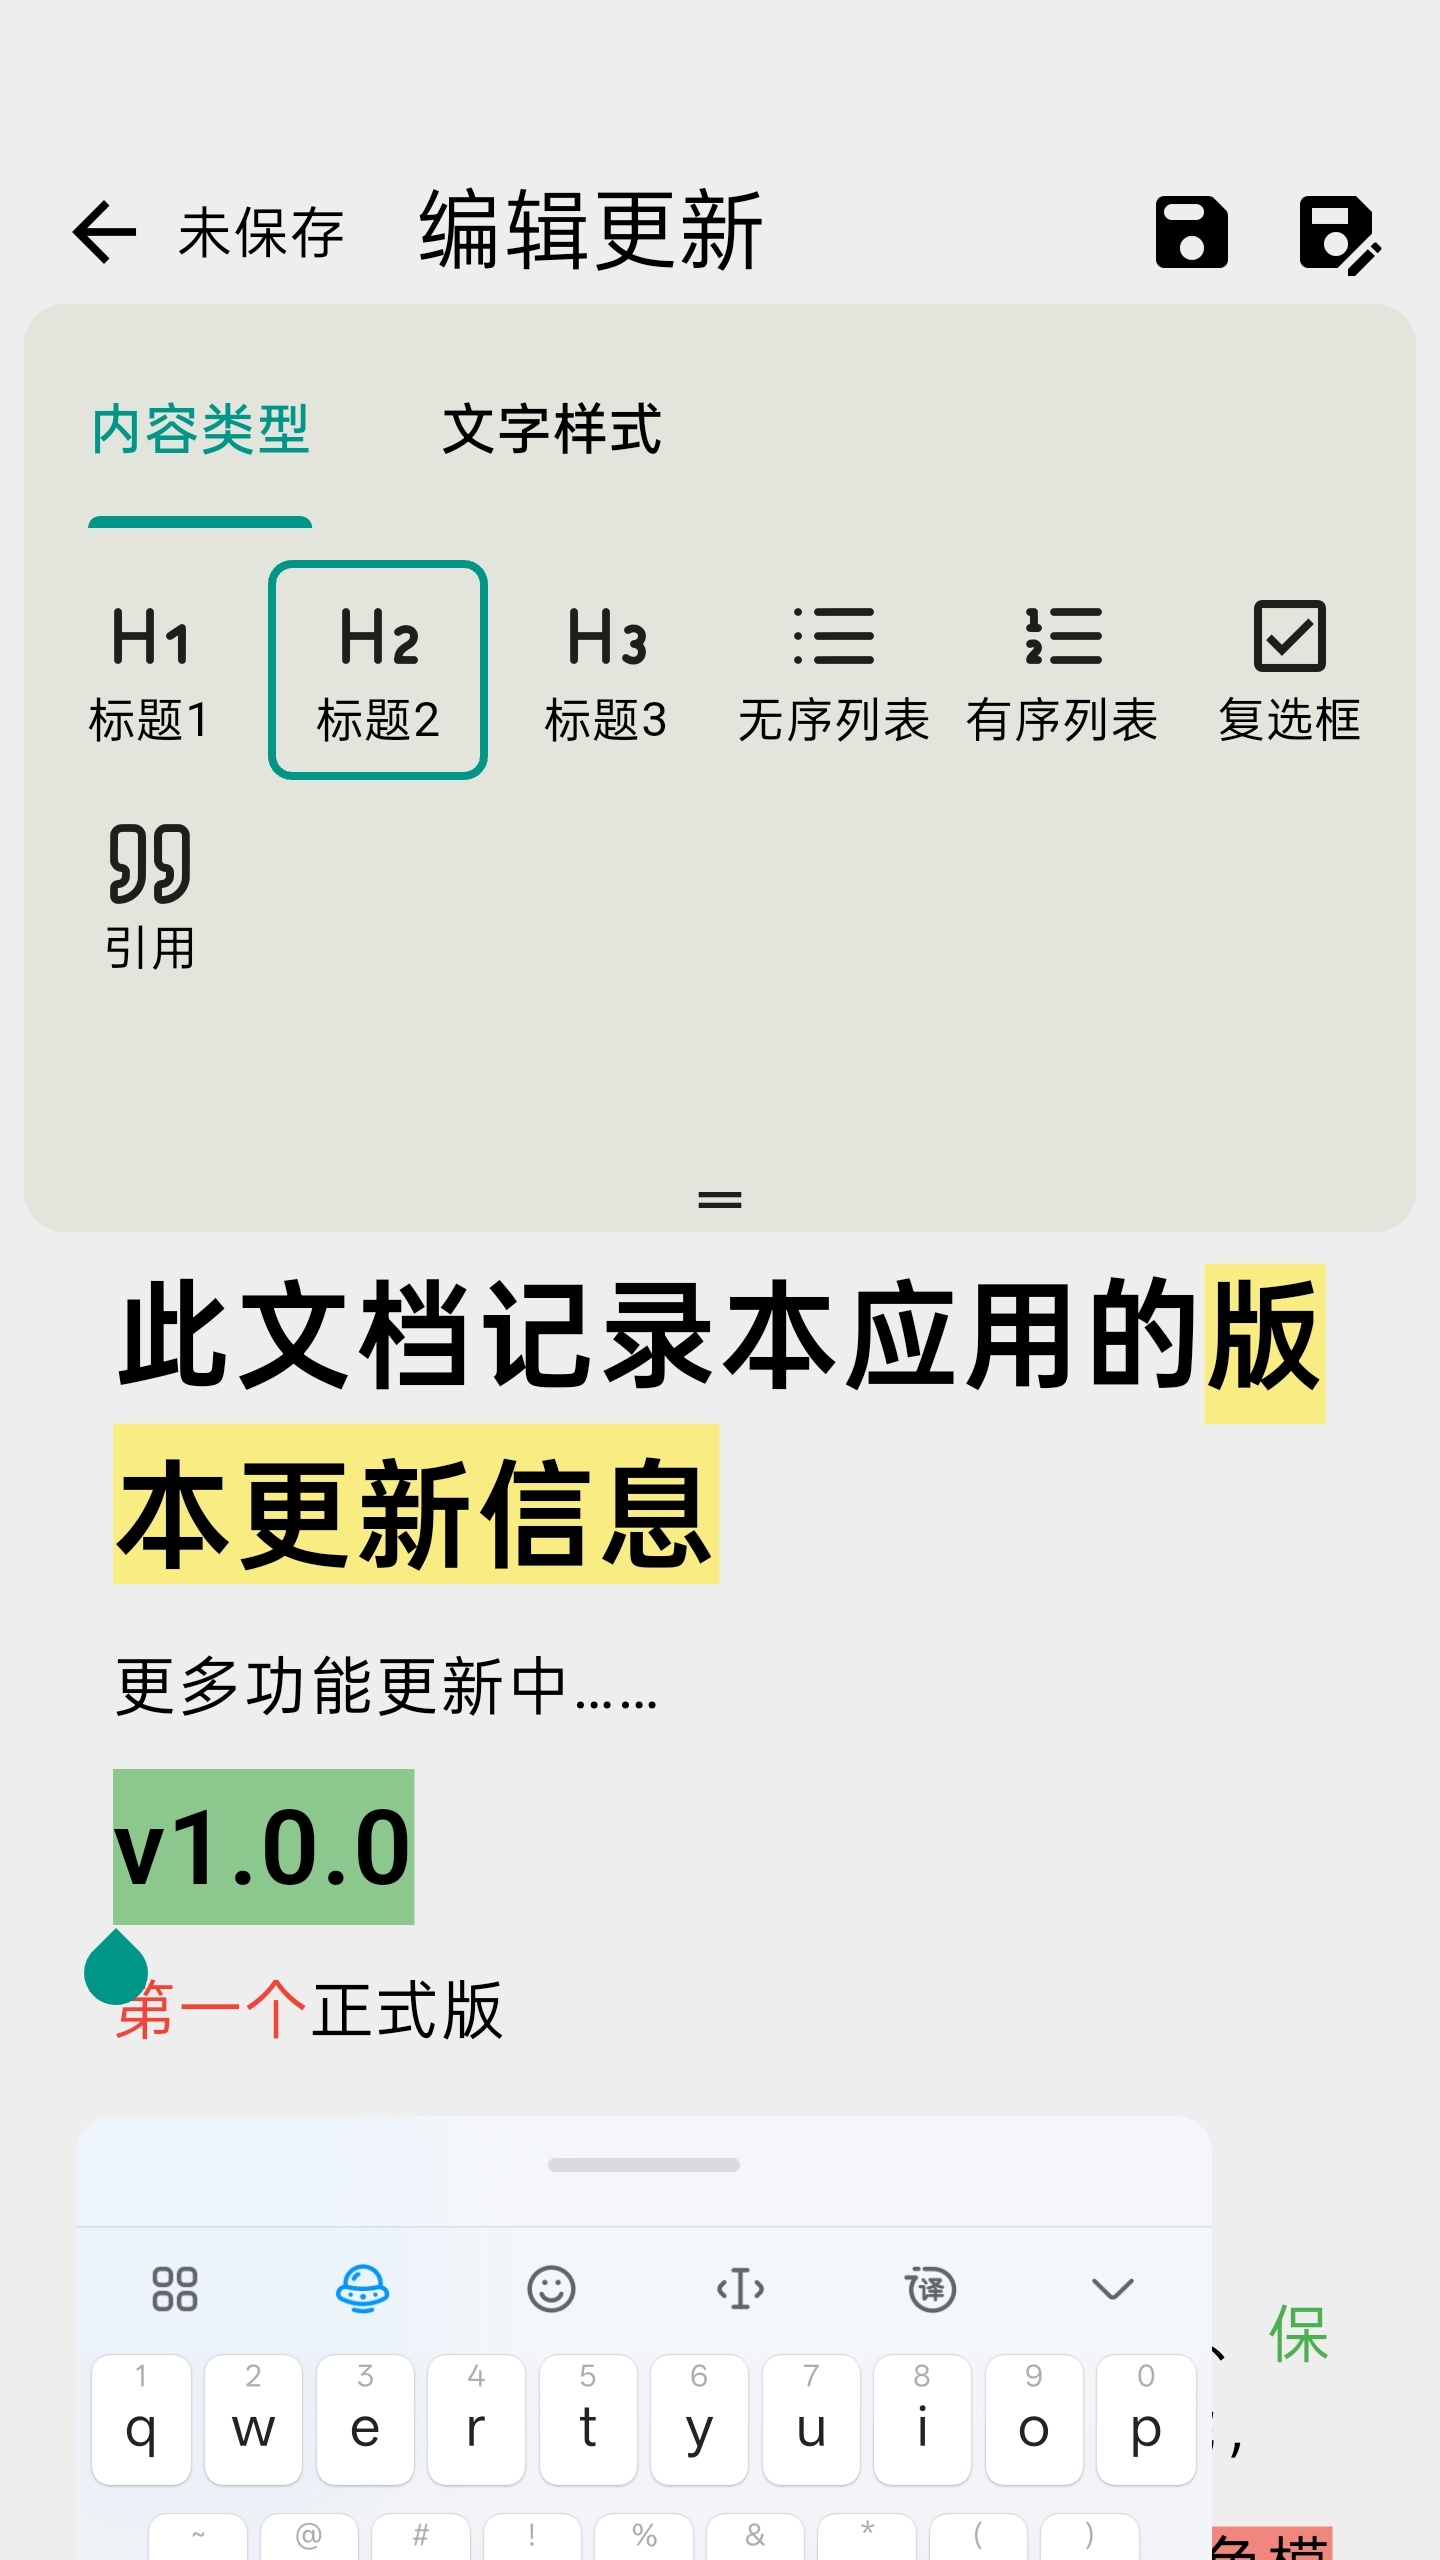 未保存 编辑更新
内容类型 文字样式
H1 H2 H3
标题1 标题2 标题3 无序列表 有序列表 复选框
引用
此文档记录本应用的版
本更新信息
更多功能更新中……
v1.0.0
第一个正式版
译
、保
1 2 3 4 5 6 7 8 9 0
q w e r t y u i o p
,
~ @ # ! % & * ( )
色模